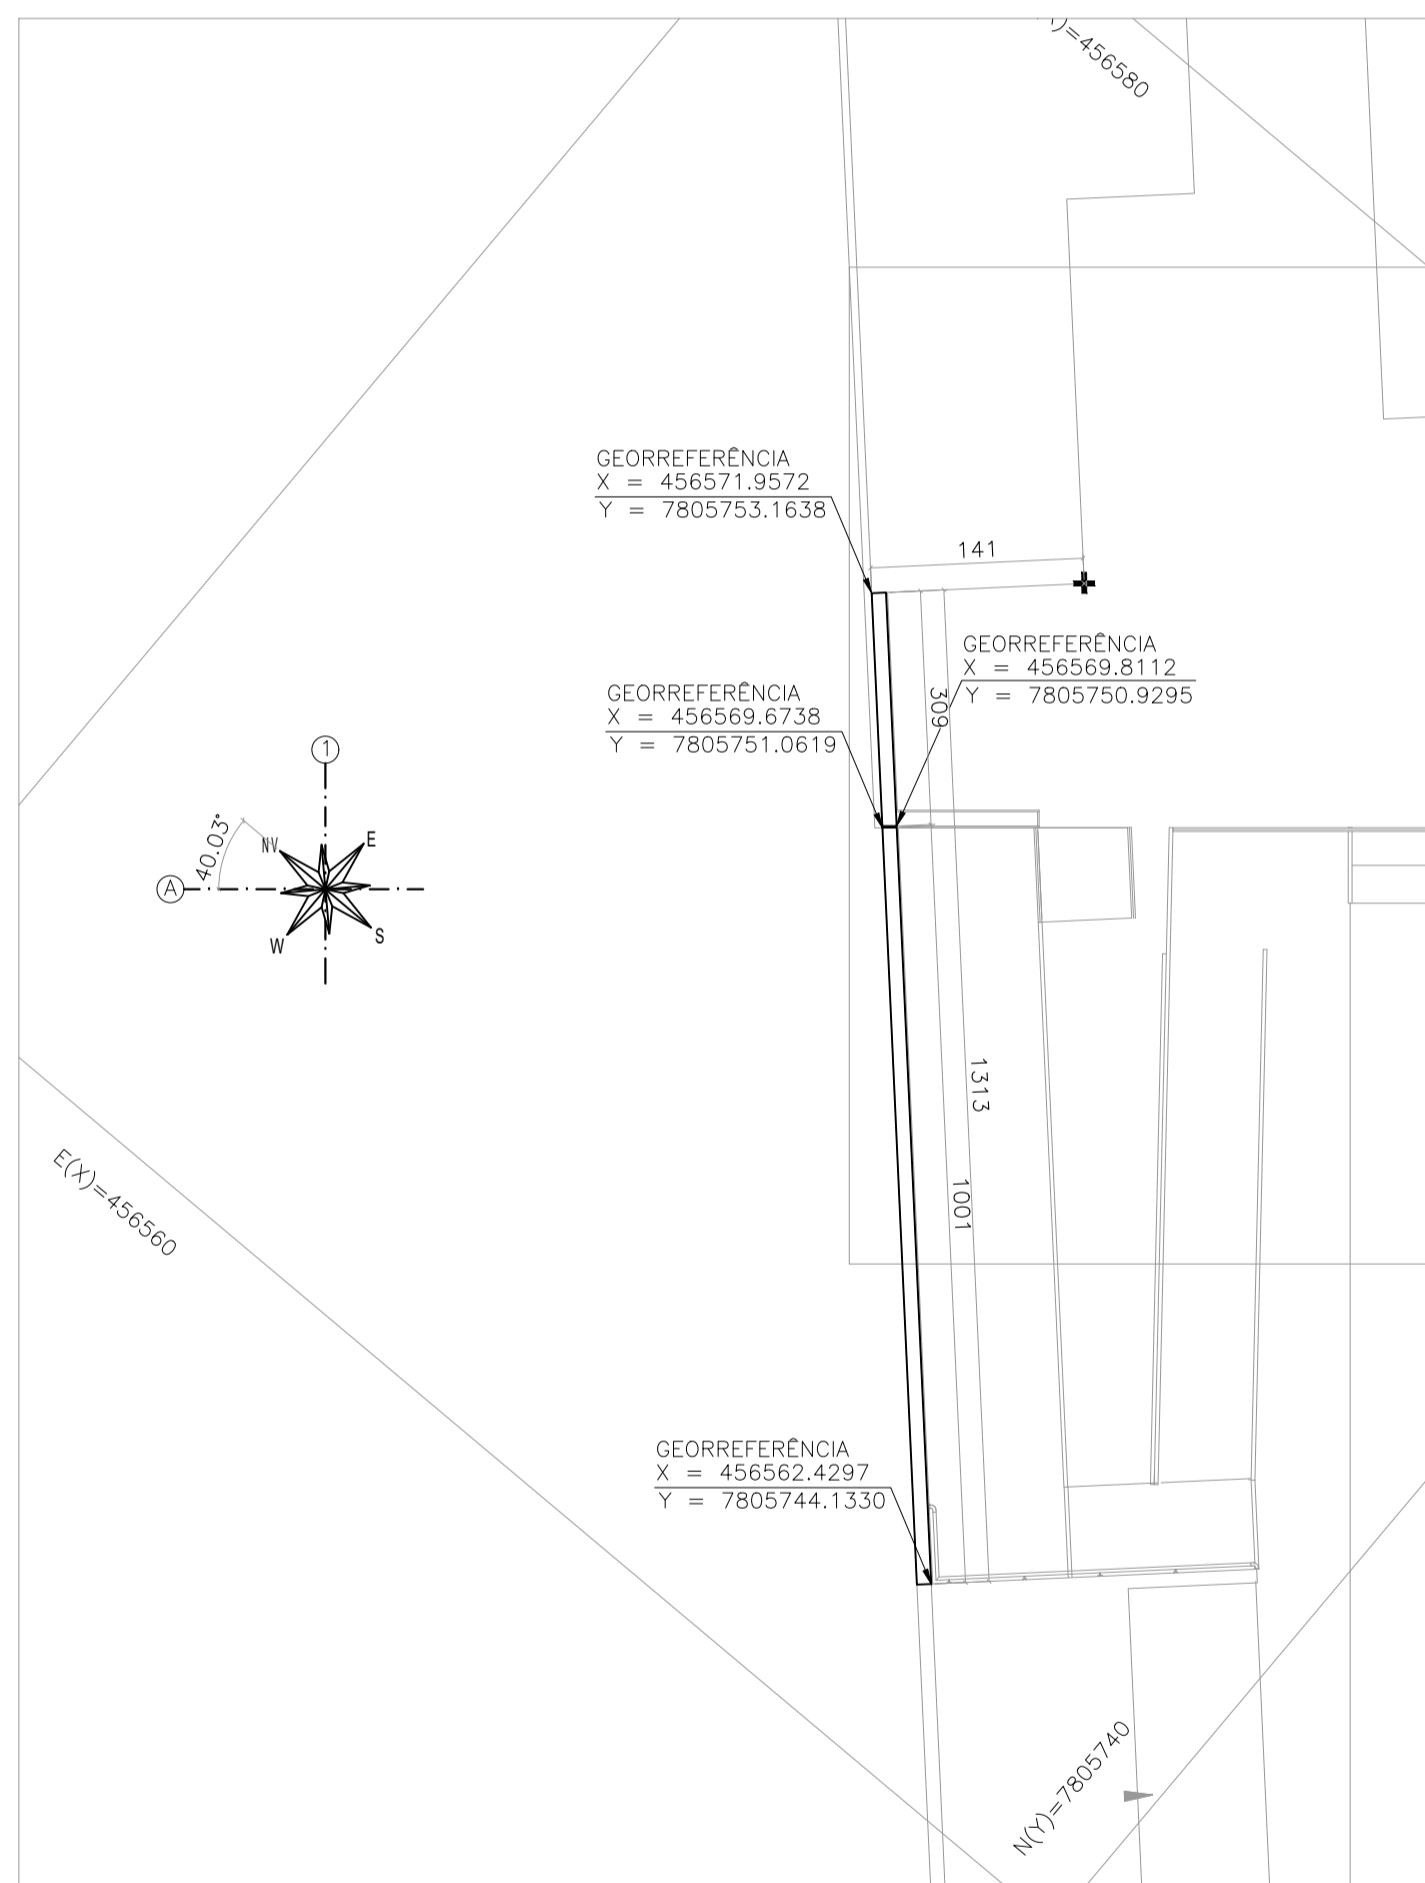 )=456580
GEORREFERÊNCIA
X = 456571.9572
Y = 7805753.1638
141
GEORREFERÊNCIA
X = 456569.8112
Y = 7805750.9295
309
GEORREFERÊNCIA
X = 456569.6738
Y = 7805751.0619
1
40.03°
NV
E
A
W
S
1313
E(X)=456560
1001
GEORREFERÊNCIA
X = 456562.4297
Y = 7805744.1330
N(Y)=7805740